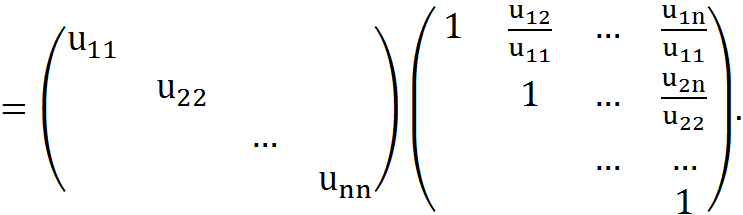 = ( u₁₁ ) ( 1 u₁₂/u₁₁ ... u₁ₙ/u₁₁ )
( u₂₂ ) ( 1 ... u₂ₙ/u₂₂ ) .
( ... ) ( ... ... )
( uₙₙ ) ( 1 )